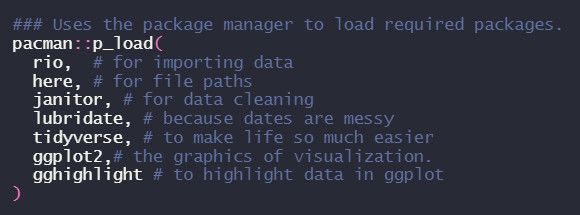 ### Uses the package manager to load required packages.
pacman::p_load(
  rio,  # for importing data
  here, # for file paths
  janitor, # for data cleaning
  lubridate, # because dates are messy
  tidyverse, # to make life so much easier
  ggplot2,# the graphics of visualization.
  gghighlight # to highlight data in ggplot
)